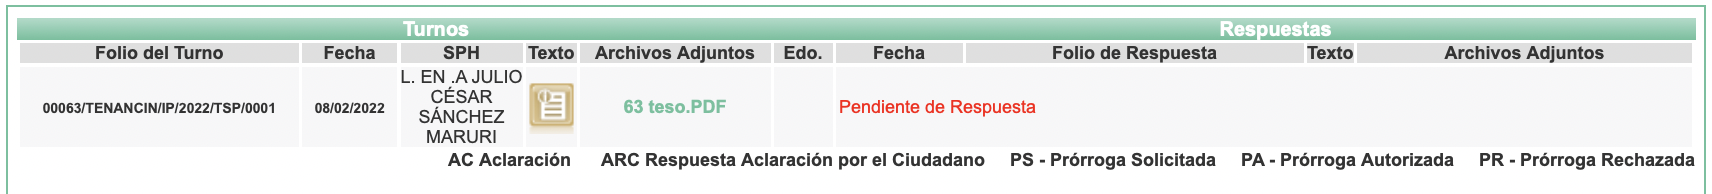 Turnos Respuestas
Folio del Turno Fecha SPH Texto Archivos Adjuntos Edo. Fecha Folio de Respuesta Texto Archivos Adjuntos
00063/TENANCIN/IP/2022/TSP/0001 08/02/2022 L. EN .A JULIO
CÉSAR
SÁNCHEZ
MARURI
63 teso.PDF Pendiente de Respuesta
AC Aclaración ARC Respuesta Aclaración por el Ciudadano PS - Prórroga Solicitada PA - Prórroga Autorizada PR - Prórroga Rechazada